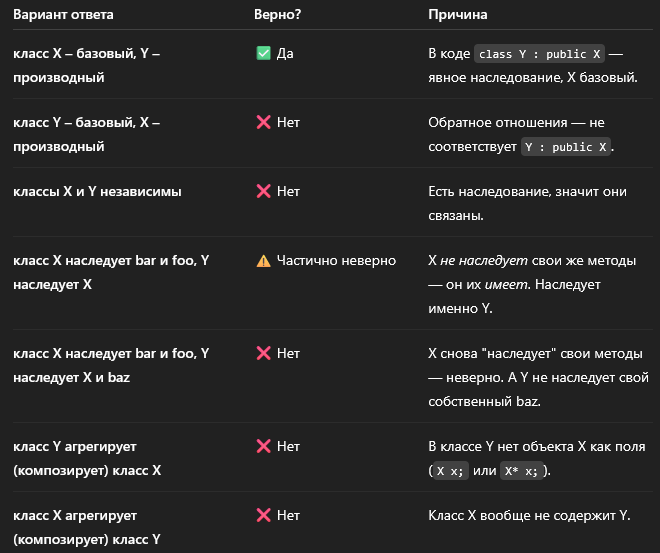 Вариант ответа Верно? Причина
класс X – базовый, Y – ✅ Да В коде class Y : public X —
производный явное наследование, X базовый.
класс Y – базовый, X – ❌ Нет Обратное отношения — не
производный соответствует Y : public X.
классы X и Y независимы ❌ Нет Есть наследование, значит они
связаны.
класс X наследует bar и foo, Y ⚠️ Частично неверно X не наследует свои же методы
наследует X — он их имеет. Наследует
именно Y.
класс X наследует bar и foo, Y ❌ Нет X снова "наследует" свои методы
наследует X и baz — неверно. А Y не наследует свой
собственный baz.
класс Y агрегирует ❌ Нет В классе Y нет объекта X как поля
(композирует) класс X (X x; или X* x;).
класс X агрегирует ❌ Нет Класс X вообще не содержит Y.
(композирует) класс Y